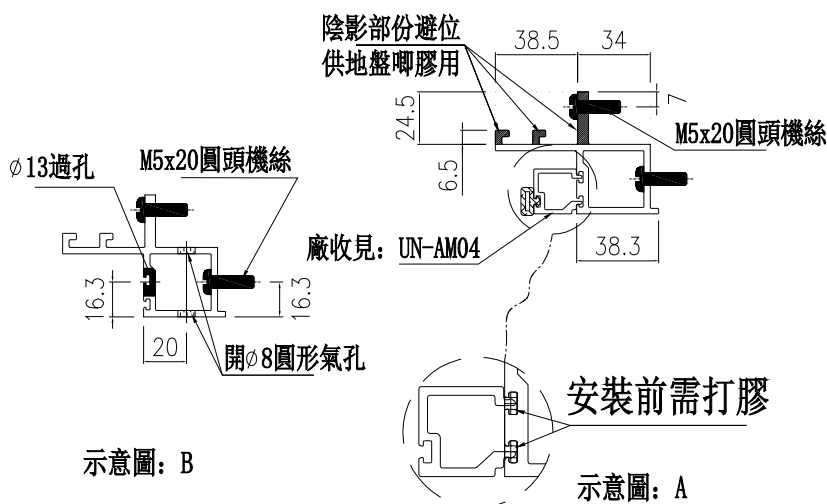 陰影部份避位
供地盤唧膠用
38.5
34
7
24.5
6.5
M5x20圓頭機絲
38.3
廠收見: UN-AM04
ø13過孔
M5x20圓頭機絲
16.3
16.3
20
開ø8圓形氣孔
安裝前需打膠
示意圖: B
示意圖: A